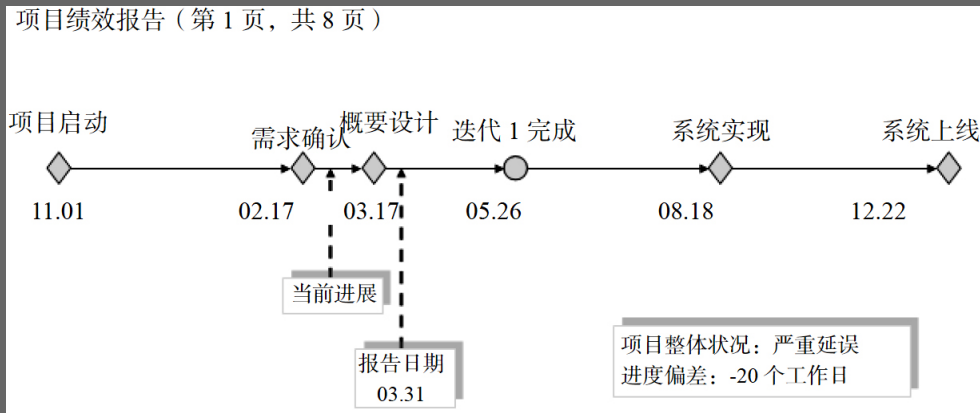 项目绩效报告（第 1 页，共 8 页）
项目启动
需求确认
概要设计
迭代 1 完成
系统实现
系统上线
11.01
02.17
03.17
05.26
08.18
12.22
当前进展
报告日期
03.31
项目整体状况：严重延误
进度偏差：-20 个工作日